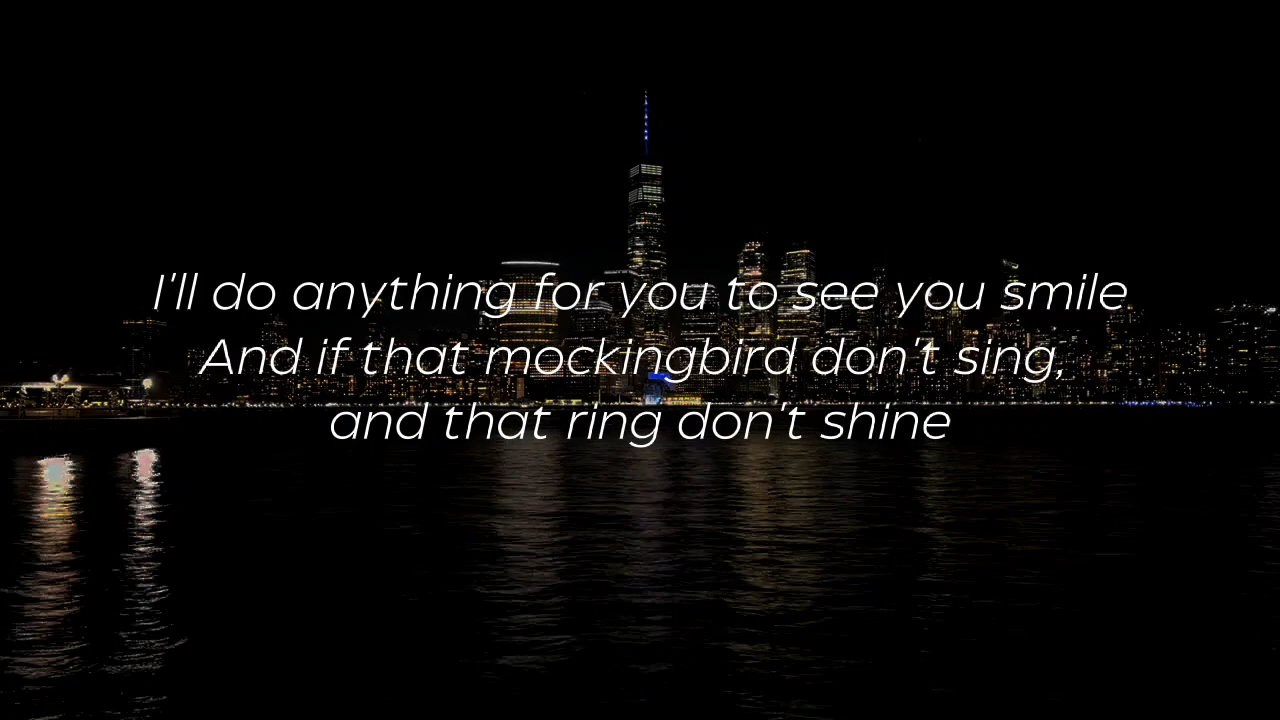 I'll do anything for you to see you smile
And if that mockingbird don't sing,
and that ring don't shine